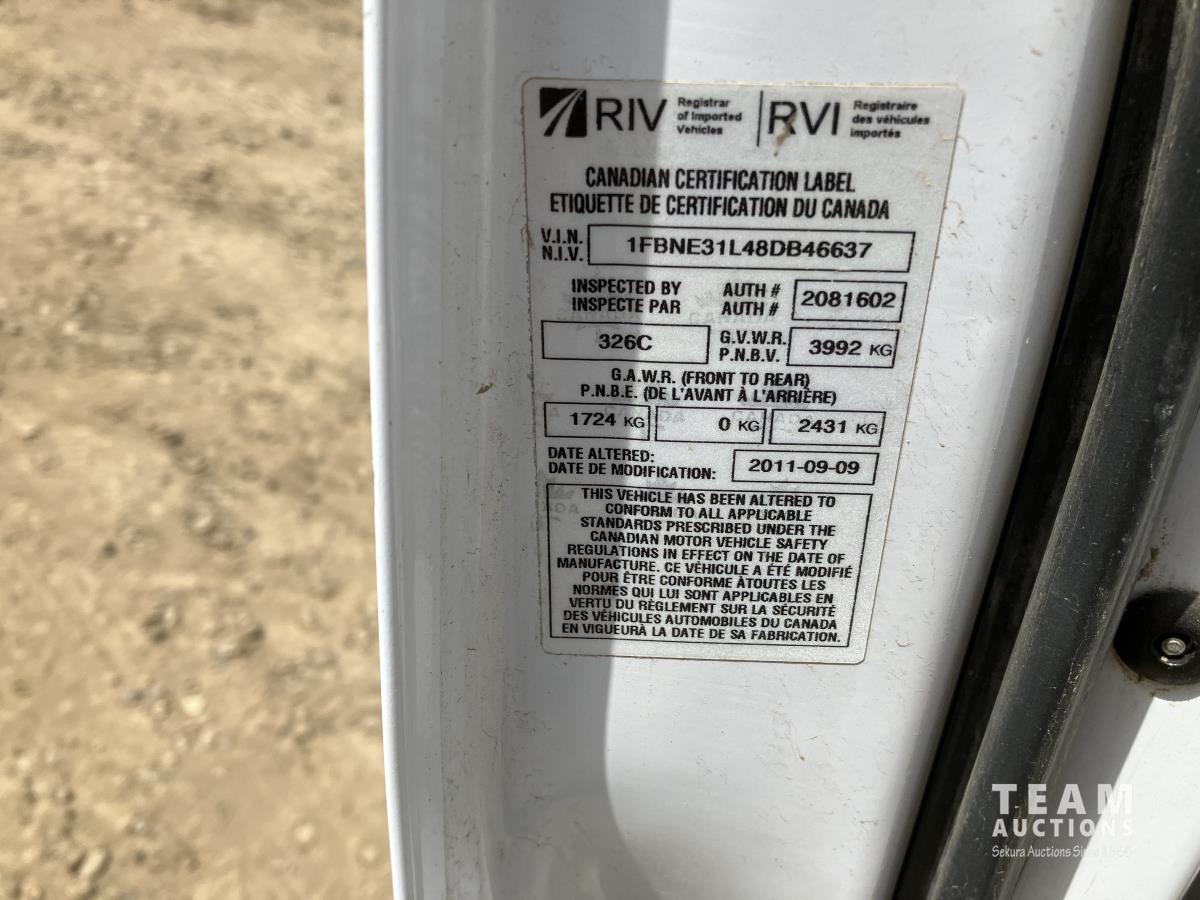 RIV Registrar of Imported Vehicles | RVI Registraire des véhicules importés
CANADIAN CERTIFICATION LABEL
ETIQUETTE DE CERTIFICATION DU CANADA
V.I.N. 1FBNE31L48DB46637
N.I.V.
INSPECTED BY AUTH # 2081602
INSPECTE PAR AUTH #
326C G.V.W.R. 3992 KG
P.N.B.V.
G.A.W.R. (FRONT TO REAR)
P.N.B.E. (DE L'AVANT À L'ARRIÈRE)
1724 KG 0 KG 2431 KG
DATE ALTERED:
DATE DE MODIFICATION: 2011-09-09
THIS VEHICLE HAS BEEN ALTERED TO
CONFORM TO ALL APPLICABLE
STANDARDS PRESCRIBED UNDER THE
CANADIAN MOTOR VEHICLE SAFETY
REGULATIONS IN EFFECT ON THE DATE OF
MANUFACTURE. CE VÉHICULE A ÉTÉ MODIFIÉ
POUR ÊTRE CONFORME ÀTOUTES LES
NORMES QUI LUI SONT APPLICABLES EN
VERTU DU RÈGLEMENT SUR LA SÉCURITÉ
DES VÉHICULES AUTOMOBILES DU CANADA
EN VIGUEURÀ LA DATE DE SA FABRICATION.
TEAM
AUCTIONS
Sekura Auctions Since 1966